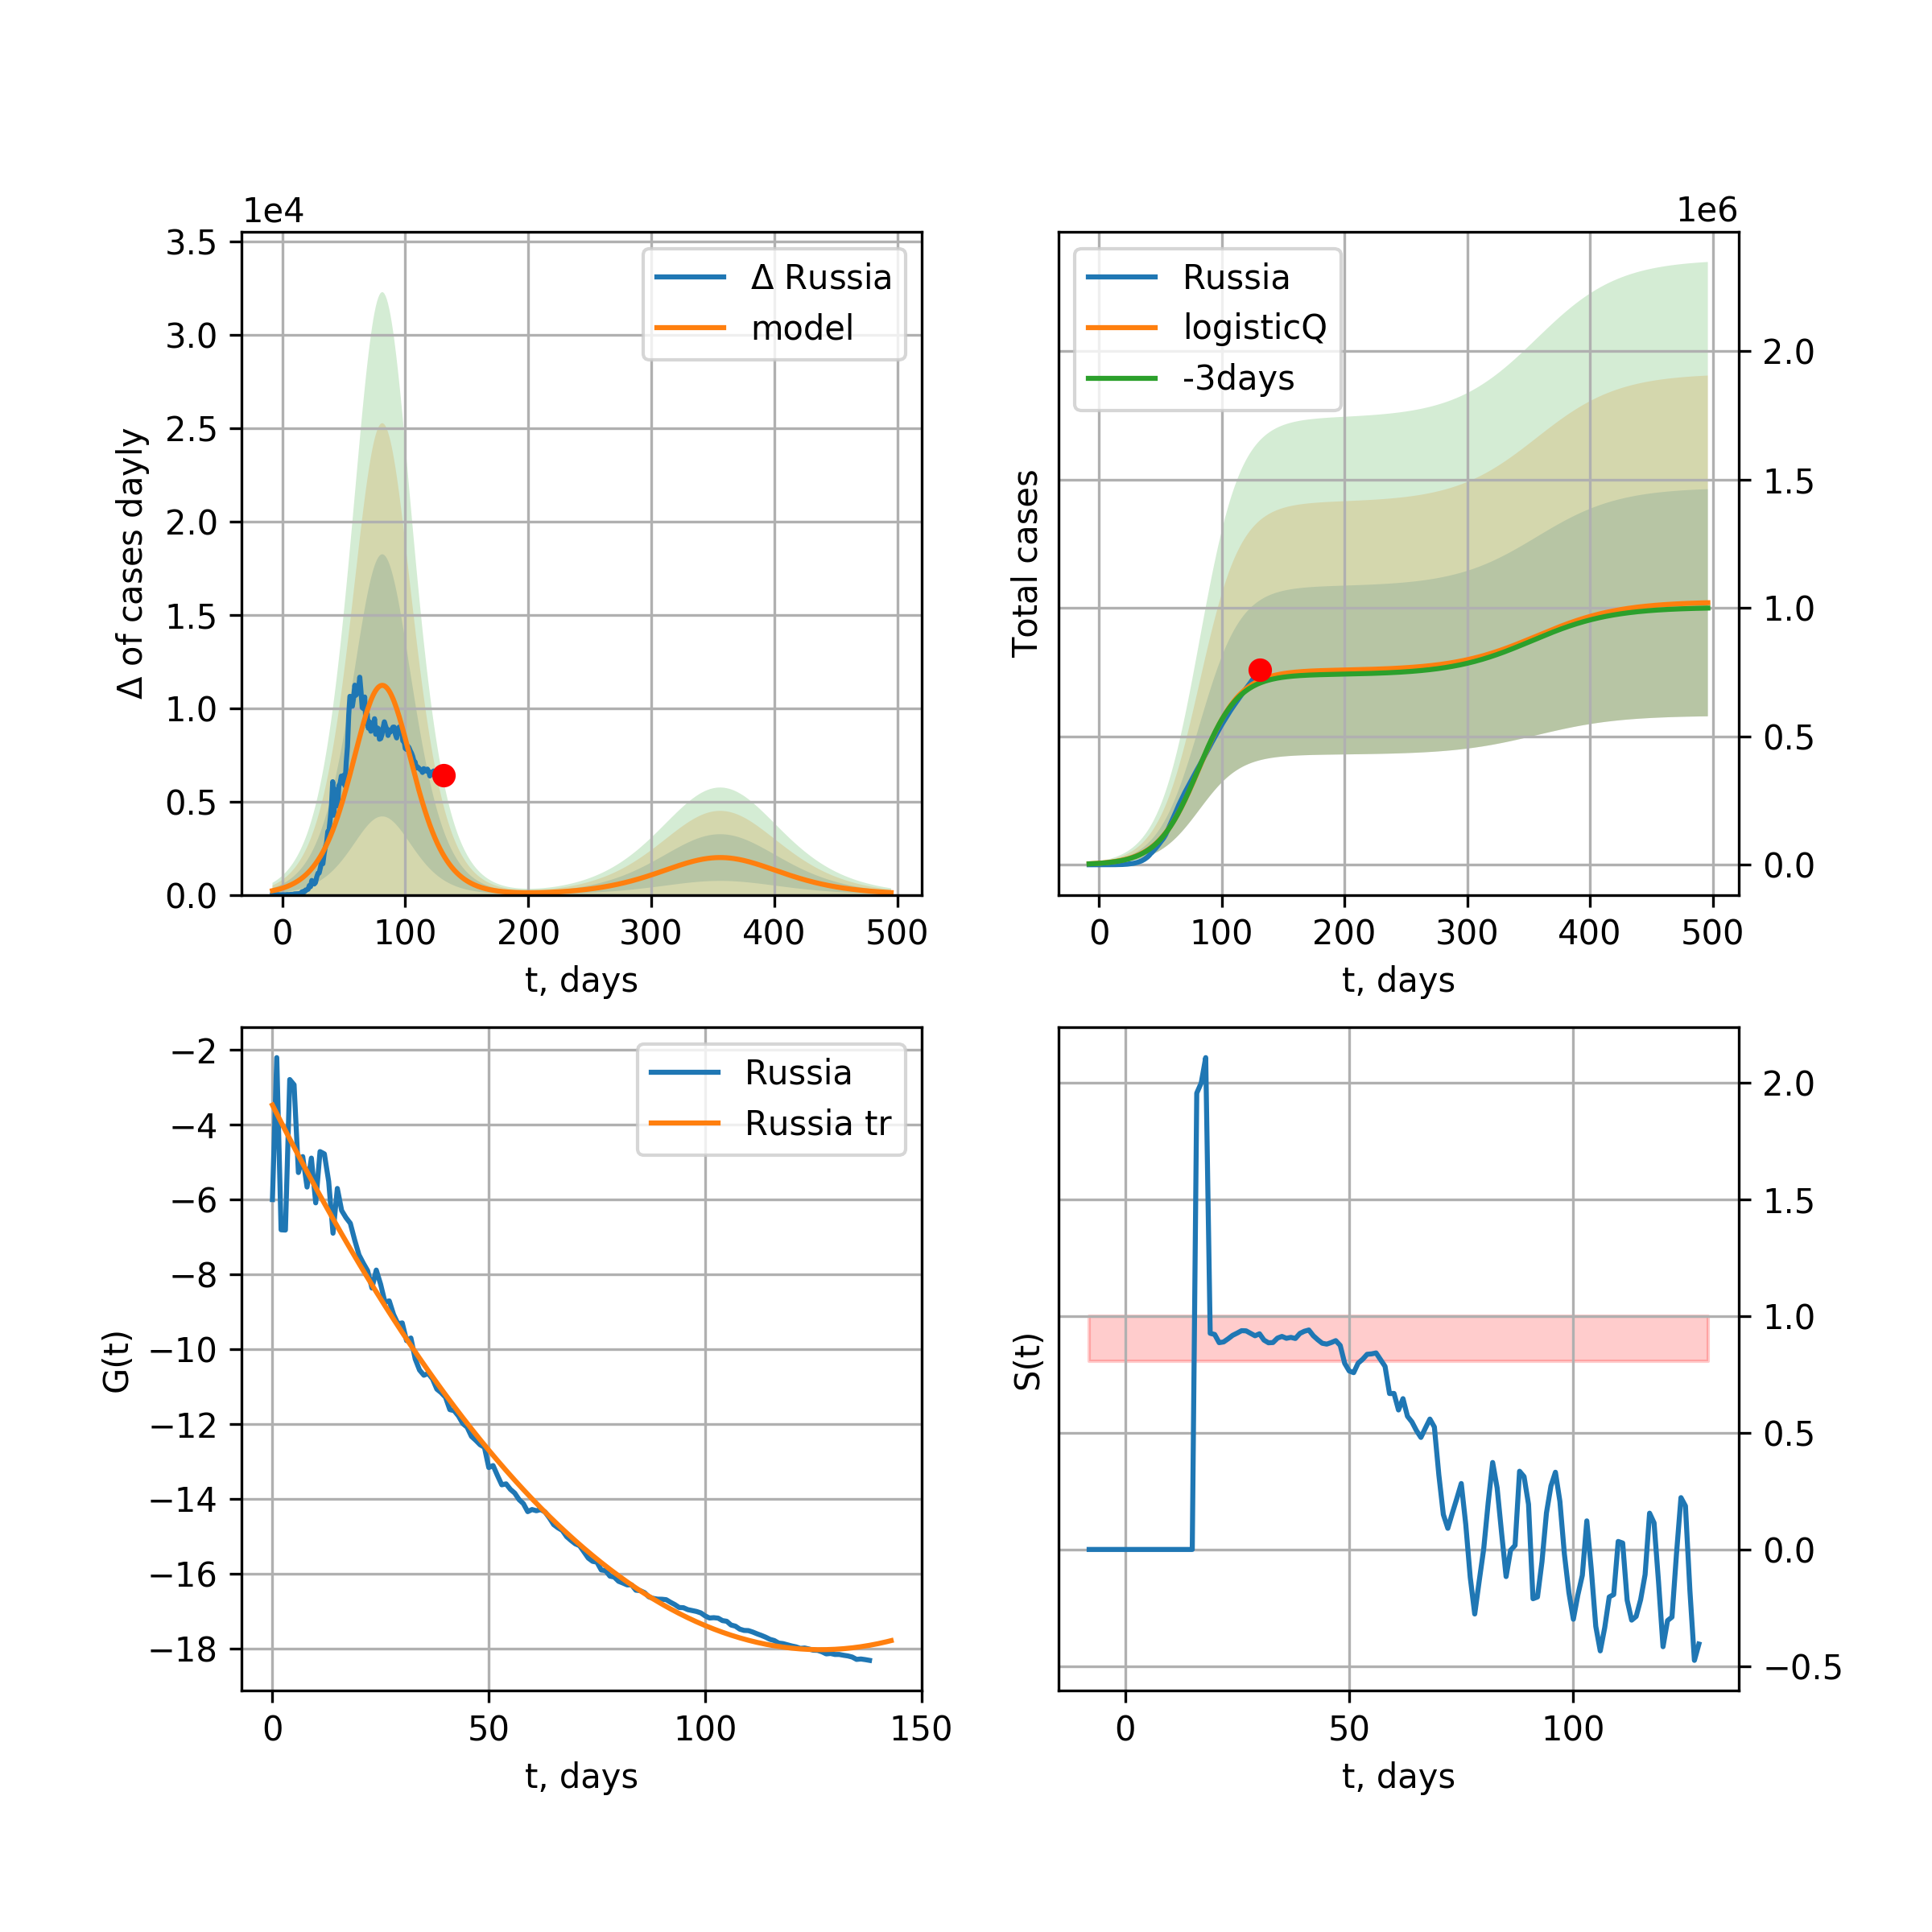 1e4
3.5
3.0
2.5
2.0
1.5
1.0
0.5
0.0
Δ of cases dayly
Δ Russia
model
0 100 200 300 400 500
t, days
1e6
Total cases
Russia
logisticQ
-3days
2.0
1.5
1.0
0.5
0.0
0 100 200 300 400 500
t, days
−2
−4
−6
−8
−10
−12
−14
−16
−18
G(t)
Russia
Russia tr
0 50 100 150
t, days
S(t)
2.0
1.5
1.0
0.5
0.0
−0.5
0 50 100
t, days